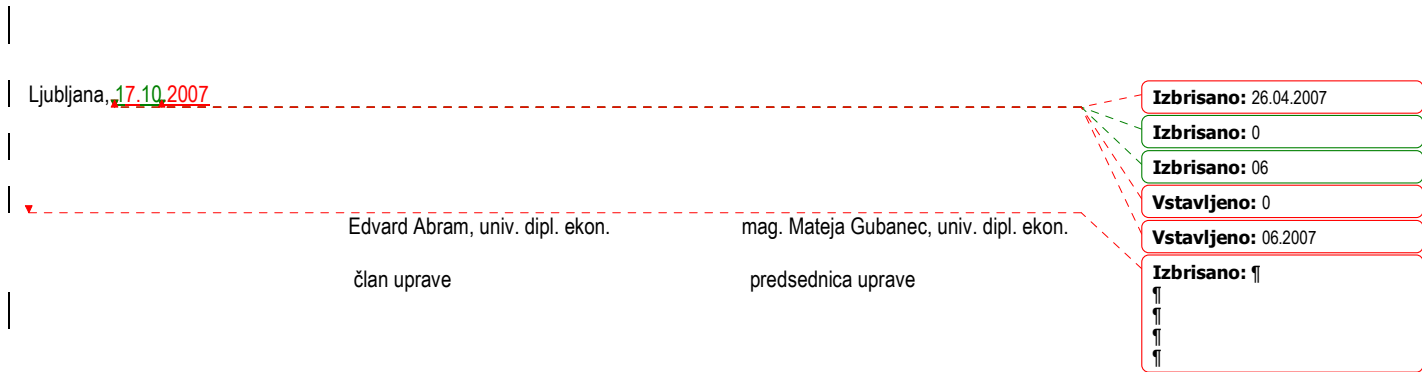 Ljubljana, 17.10.2007
Izbrisano: 26.04.2007
Izbrisano: 0
Izbrisano: 06
Vstavljeno: 0
Vstavljeno: 06.2007
Edvard Abram, univ. dipl. ekon. mag. Mateja Gubanec, univ. dipl. ekon.
član uprave predsednica uprave
Izbrisano: ¶
¶
¶
¶
¶